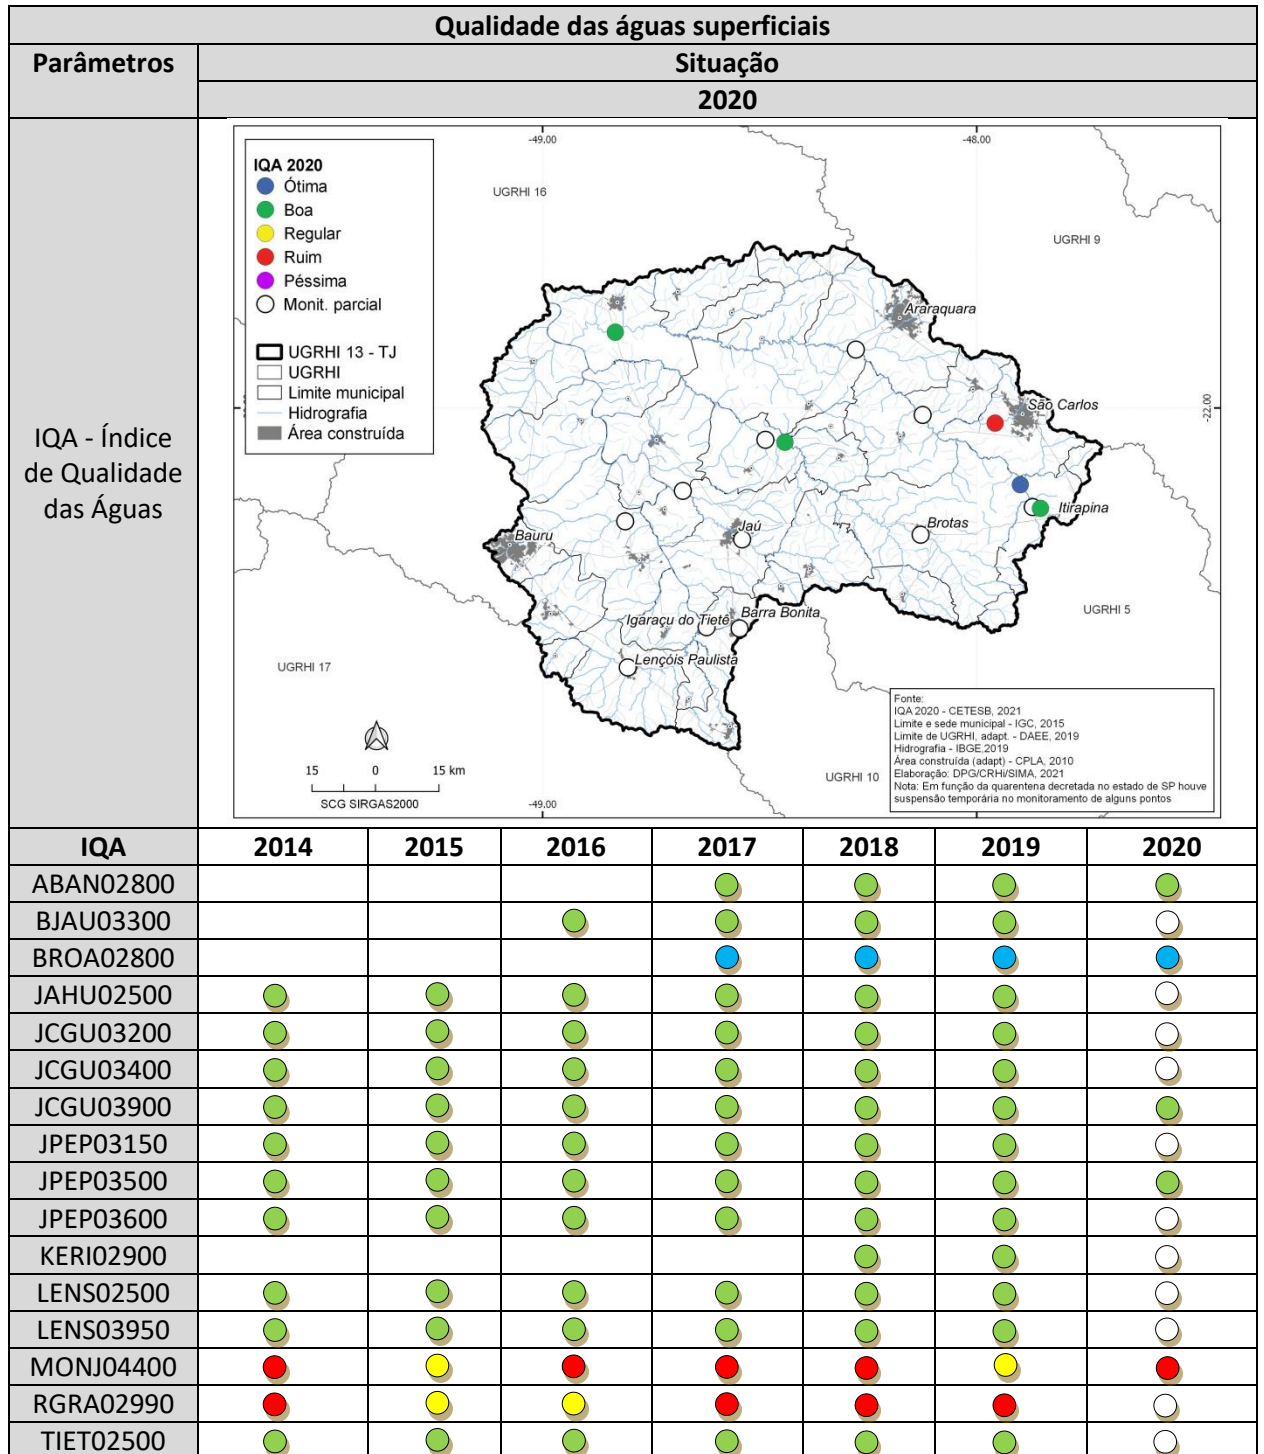 Qualidade das águas superficiais
Parâmetros
Situação
2020
IQA - Índice
de Qualidade
das Águas
-49.00
-48.00
IQA 2020
Ótima
Boa
Regular
Ruim
Péssima
Monit. parcial
UGRHI 13 - TJ
UGRHI
Limite municipal
Hidrografia
Área construída
UGRHI 16
UGRHI 9
Araraquara
São Carlos
-22.00
Itirapina
Brotas
Jaú
Bauru
Barra Bonita
Igaraçu do Tietê
UGRHI 5
Lençóis Paulista
UGRHI 17
UGRHI 10
15 0 15 km
SCG SIRGAS2000
-49.00
Fonte:
IQA 2020 - CETESB, 2021
Limite e sede municipal - IGC, 2015
Limite de UGRHI, adapt. - DAEE, 2019
Hidrografia - IBGE,2019
Área construída (adapt) - CPLA, 2010
Elaboração: DPG/CRHi/SIMA, 2021
Nota: Em função da quarentena decretada no estado de SP houve
suspensão temporária no monitoramento de alguns pontos
IQA 2014 2015 2016 2017 2018 2019 2020
ABAN02800
BJAU03300
BROA02800
JAHU02500
JCGU03200
JCGU03400
JCGU03900
JPEP03150
JPEP03500
JPEP03600
KERI02900
LENS02500
LENS03950
MONJ04400
RGRA02990
TIET02500